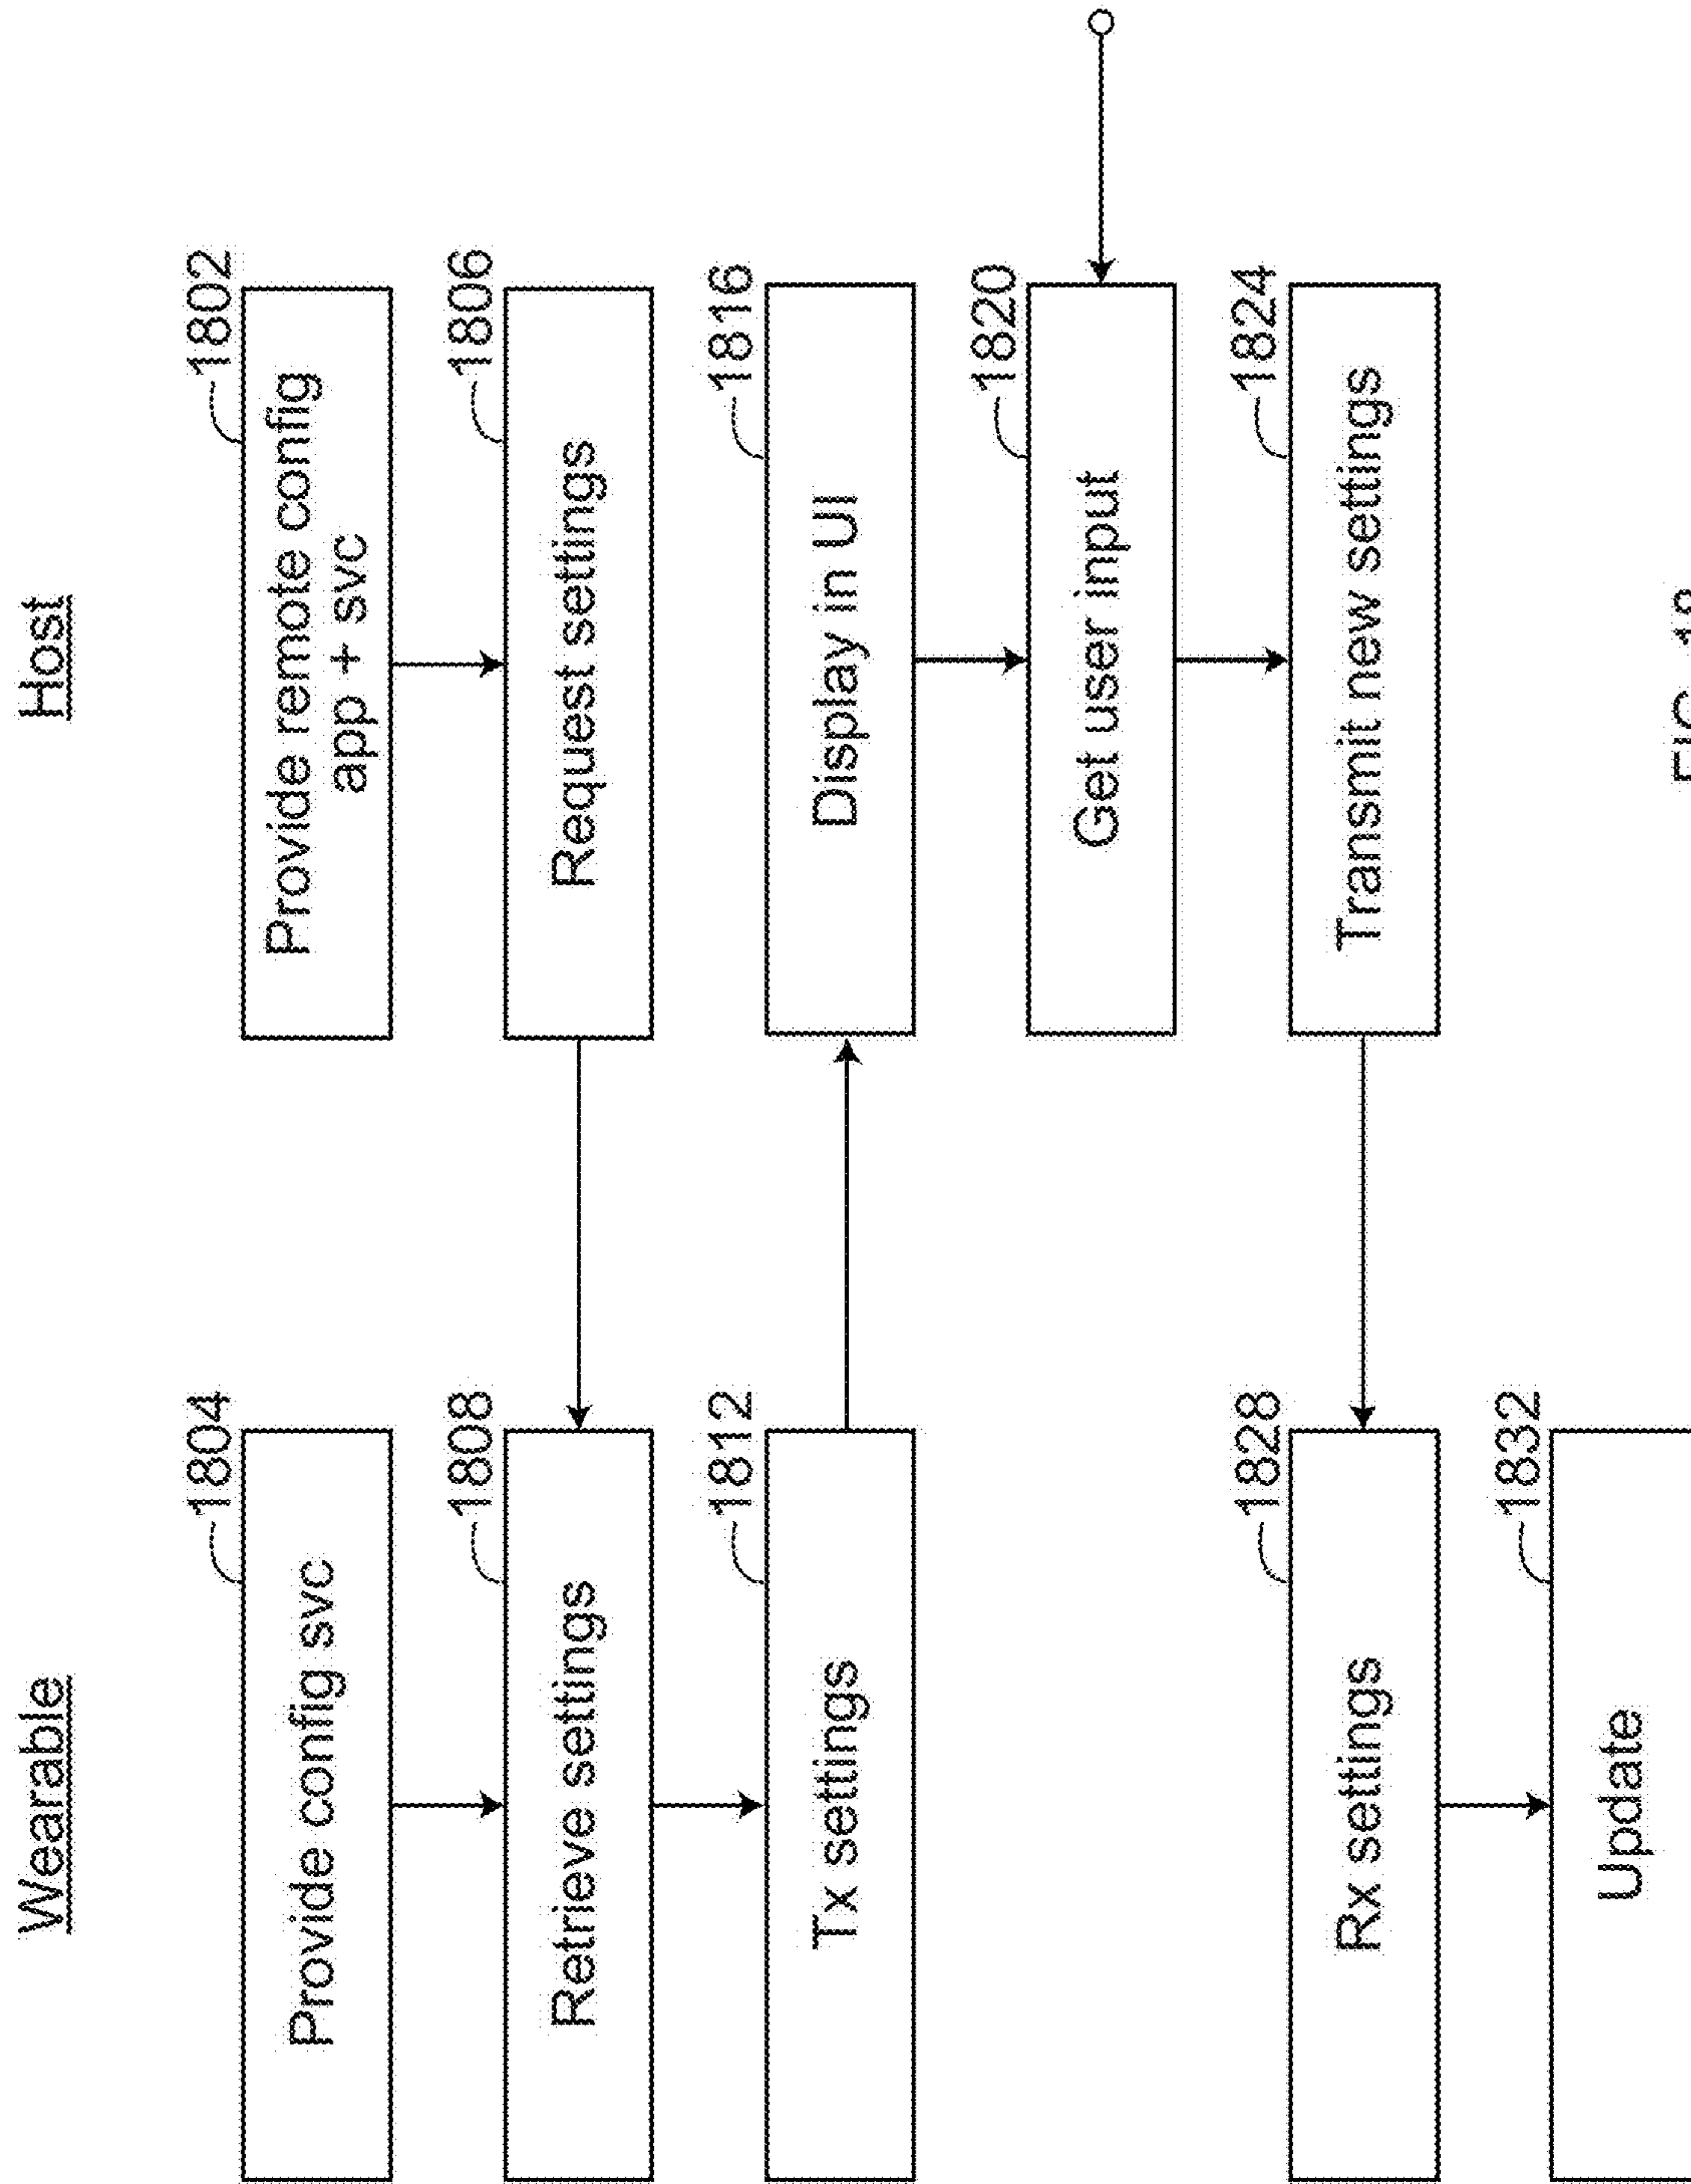 Wearable
Host
1804
Provide config svc
1802
Provide remote config
app + svc
1808
Retrieve settings
1806
Request settings
1812
Tx settings
1816
Display in UI
1820
Get user input
1828
Rx settings
1824
Transmit new settings
1832
Update